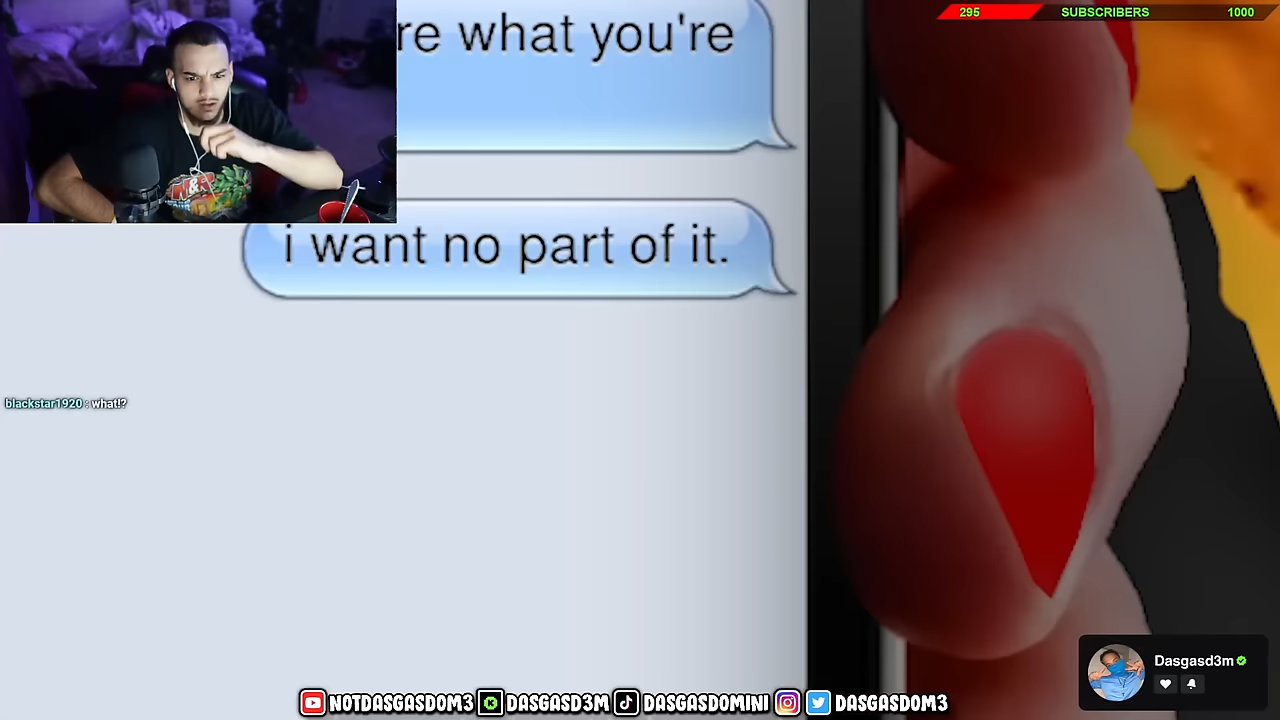 295 SUBSCRIBERS 1000
re what you're
i want no part of it.
blackstar1920 : what!?
Dasgasd3m
NOTDASGASDOM3 DASGASD3M DASGASDOMINI DASGASDOM3